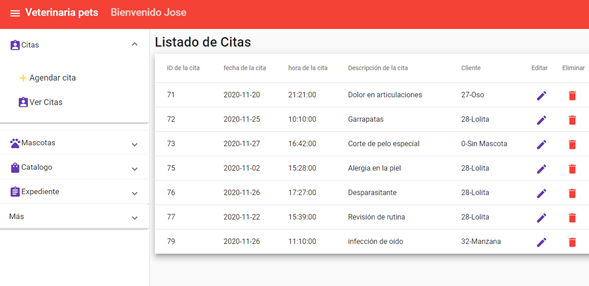 Veterinaria pets Bienvenido Jose
Citas
Agendar cita
Ver Citas
Mascotas
Catalogo
Expediente
Más
Listado de Citas
ID de la cita fecha de la cita hora de la cita Descripción de la cita Cliente Editar Eliminar
71 2020-11-20 21:21:00 Dolor en articulaciones 27-Oso
72 2020-11-25 10:10:00 Garrapatas 28-Lolita
73 2020-11-27 16:42:00 Corte de pelo especial 0-Sin Mascota
75 2020-11-02 15:28:00 Alergia en la piel 28-Lolita
76 2020-11-26 17:27:00 Desparasitante 28-Lolita
77 2020-11-22 15:39:00 Revisión de rutina 28-Lolita
79 2020-11-26 11:10:00 infección de oido 32-Manzana